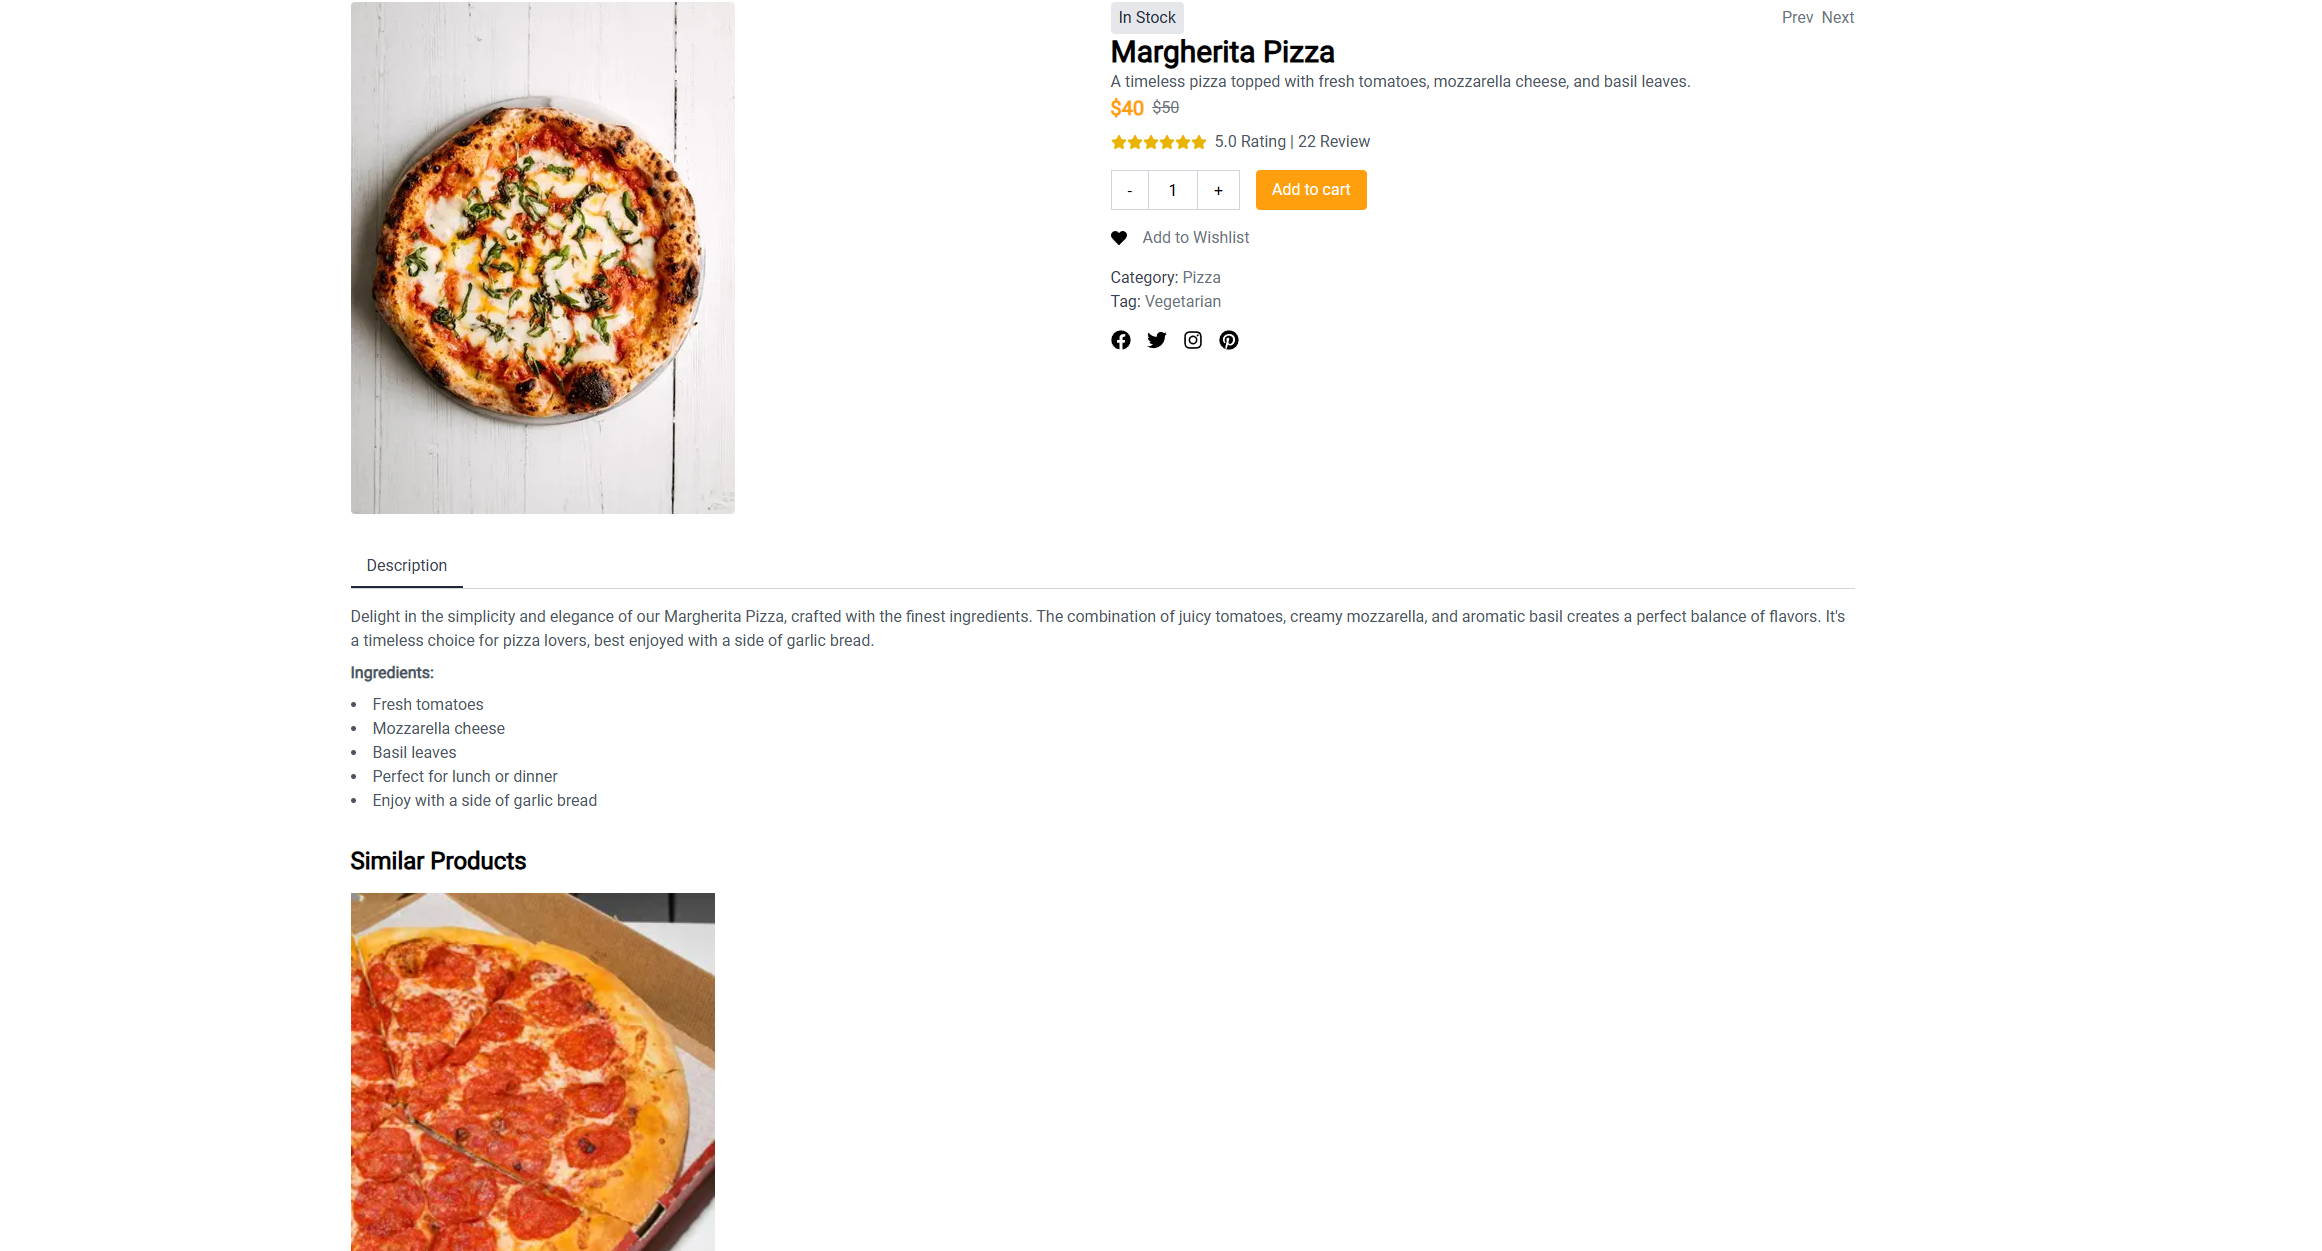 In Stock
Prev Next
Margherita Pizza
A timeless pizza topped with fresh tomatoes, mozzarella cheese, and basil leaves.
$40 $50
5.0 Rating | 22 Review
- 1 + Add to cart
Add to Wishlist
Category: Pizza
Tag: Vegetarian
Description
Delight in the simplicity and elegance of our Margherita Pizza, crafted with the finest ingredients. The combination of juicy tomatoes, creamy mozzarella, and aromatic basil creates a perfect balance of flavors. It's
a timeless choice for pizza lovers, best enjoyed with a side of garlic bread.
Ingredients:
• Fresh tomatoes
• Mozzarella cheese
• Basil leaves
• Perfect for lunch or dinner
• Enjoy with a side of garlic bread
Similar Products